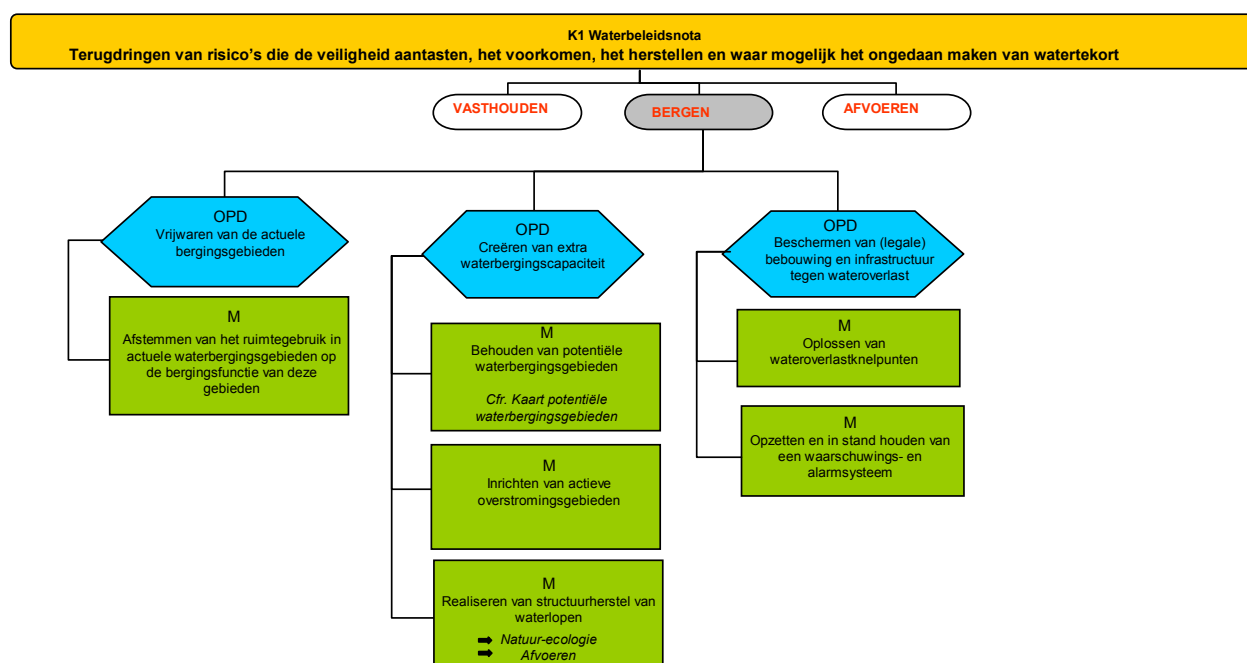 K1 Waterbeleidsnota
Terugdringen van risico's die de veiligheid aantasten, het voorkomen, het herstellen en waar mogelijk het ongedaan maken van watertekort
VASTHOUDEN
BERGEN
AFVOEREN
OPD
Vrijwaren van de actuele
bergingsgebieden
M
Afstemmen van het ruimtegebruik in
actuele waterbergingsgebieden op
de bergingsfunctie van deze
gebieden
OPD
Creëren van extra
waterbergingscapaciteit
M
Behouden van potentiële
waterbergingsgebieden
Cfr. Kaart potentiële
waterbergingsgebieden
M
Inrichten van actieve
overstromingsgebieden
M
Realiseren van structuurherstel van
waterlopen
➡ Natuur-ecologie
➡ Afvoeren
OPD
Beschermen van (legale)
bebouwing en infrastructuur
tegen wateroverlast
M
Oplossen van
wateroverlastknelpunten
M
Opzetten en in stand houden van
een waarschuwings- en
alarmsysteem